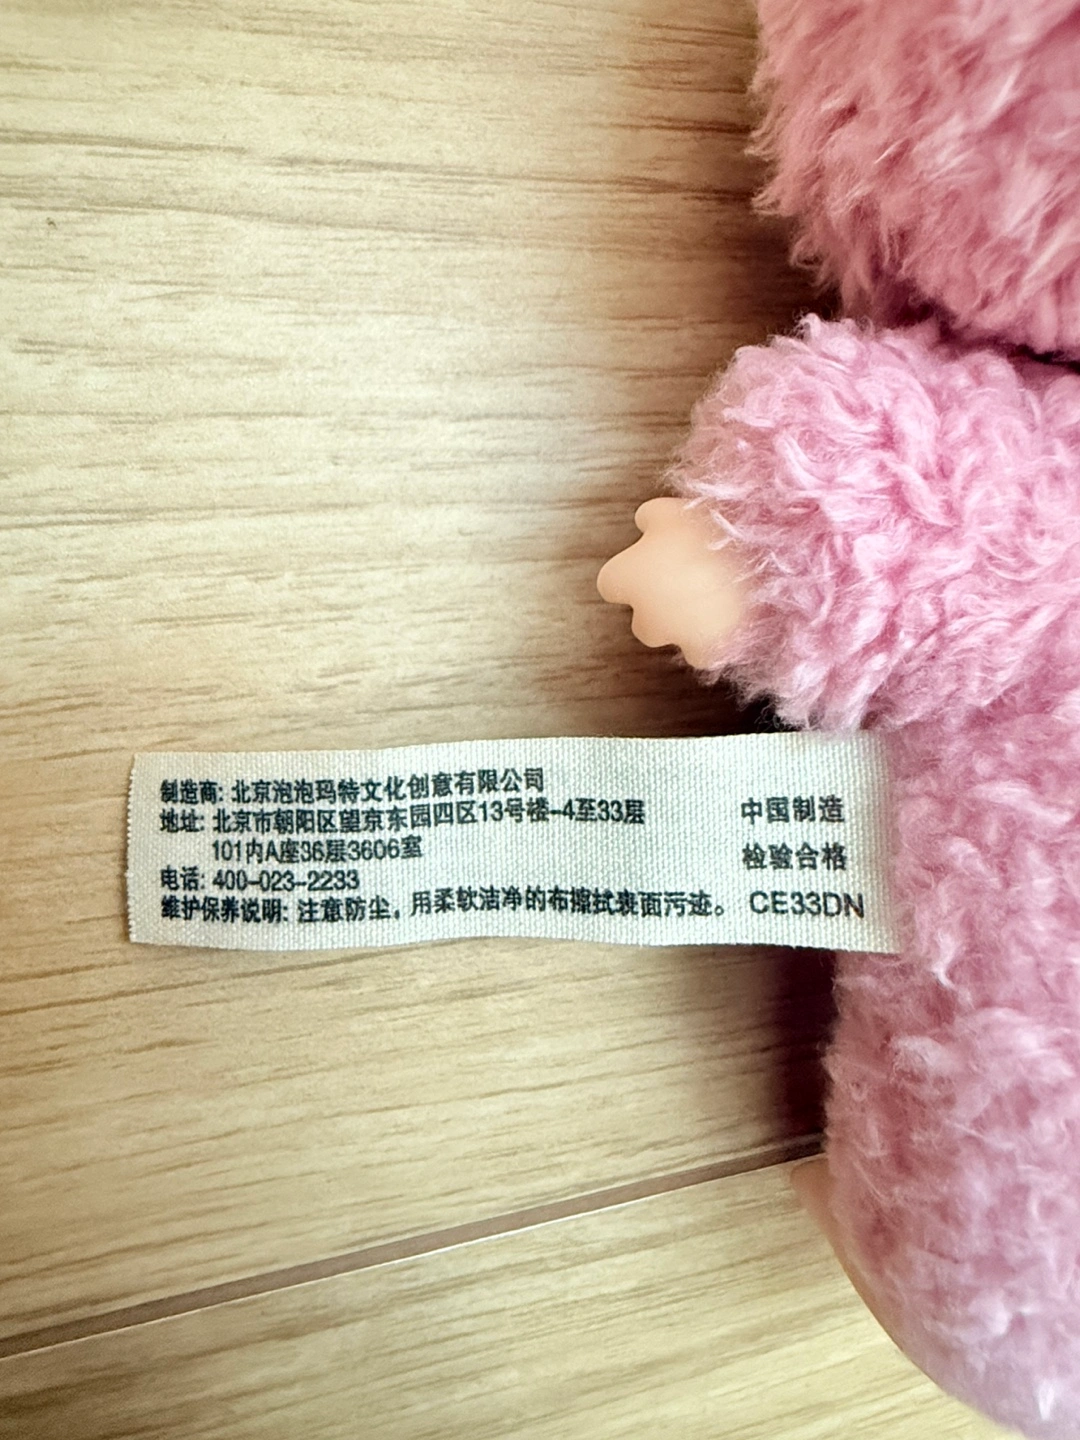 制造商: 北京泡泡玛特文化创意有限公司
地址: 北京市朝阳区望京东园四区13号楼-4至33层
101内A座36层3606室
电话: 400-023-2233
维护保养说明: 注意防尘，用柔软洁净的布擦拭表面污迹。
中国制造
检验合格
CE33DN